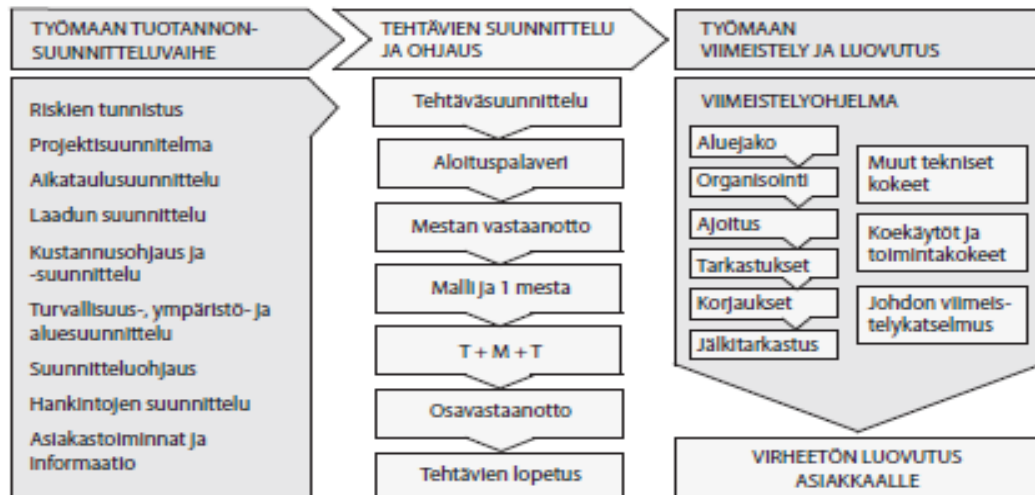 TYÖMAAN TUOTANNON-
SUUNNITTELUVAIHE
Riskien tunnistus
Projektisuunnitelma
Aikataulusuunnittelu
Laadun suunnittelu
Kustannusohjaus ja
-suunnittelu
Turvallisuus-, ympäristö- ja
aluesuunnittelu
Suunnitteluohjaus
Hankintojen suunnittelu
Asiakastoiminnat ja
informaatio
TEHTÄVIEN SUUNNITTELU
JA OHJAUS
Tehtäväsuunnittelu
Aloituspalaveri
Mestan vastaanotto
Malli ja 1 mesta
T + M + T
Osavastaanotto
Tehtävien lopetus
TYÖMAAN
VIIMEISTELY JA LUOVUTUS
VIIMEISTELYOHJELMA
Aluejako
Organisointi
Ajoitus
Tarkastukset
Korjaukset
Jälkitarkastus
Muut tekniset
kokeet
Koekäytöt ja
toimintakokeet
Johdon viimeis-
telykatselmus
VIRHEETÖN LUOVUTUS
ASIAKKAALLE